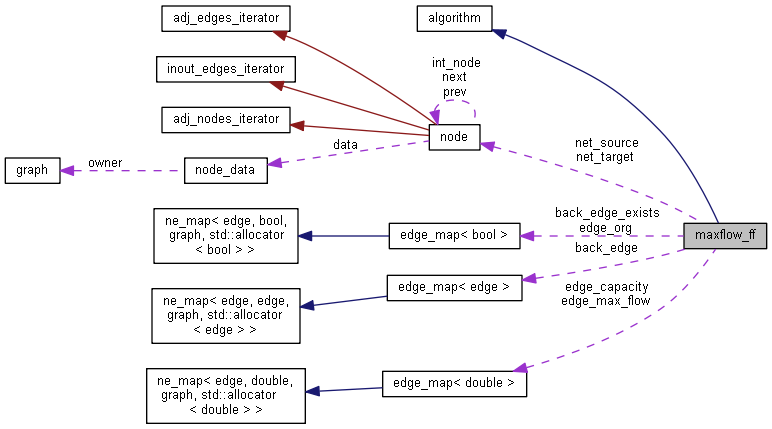 adj_edges_iterator
algorithm
inout_edges_iterator
int_node
next
prev
adj_nodes_iterator
node
data
net_source
net_target
graph
owner
node_data
ne_map< edge, bool,
graph, std::allocator
< bool > >
edge_map< bool >
back_edge_exists
edge_org
maxflow_ff
back_edge
ne_map< edge, edge,
graph, std::allocator
< edge > >
edge_map< edge >
edge_capacity
edge_max_flow
ne_map< edge, double,
graph, std::allocator
< double > >
edge_map< double >